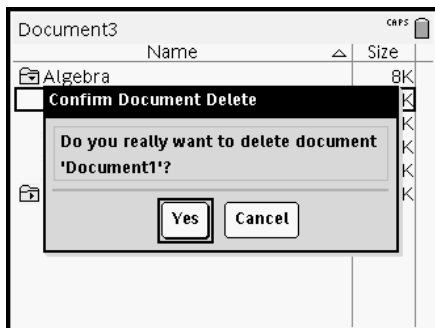 Document3
CAPS
Name Size
Algebra 8K
Confirm Document Delete
K
K
Do you really want to delete document
K
'Document1'?
K
K
Yes Cancel